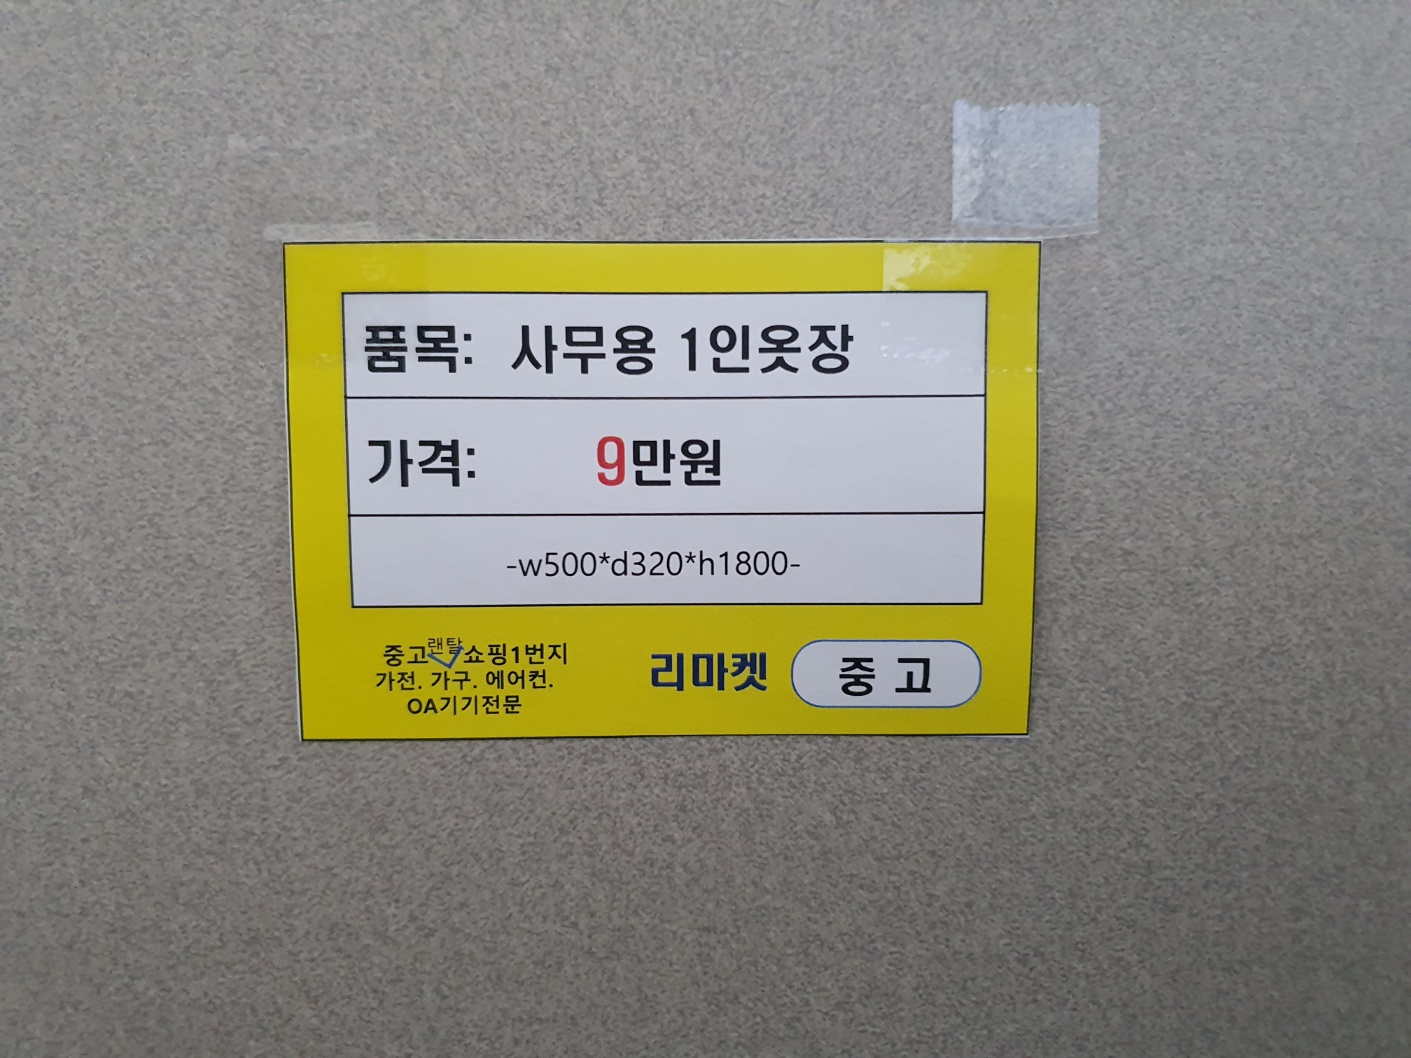 품목: 사무용 1인옷장
가격: 9만원
-w500*d320*h1800-
중고랜탈쇼핑1번지
가전. 가구. 에어컨.
OA기기전문
리마켓 중고